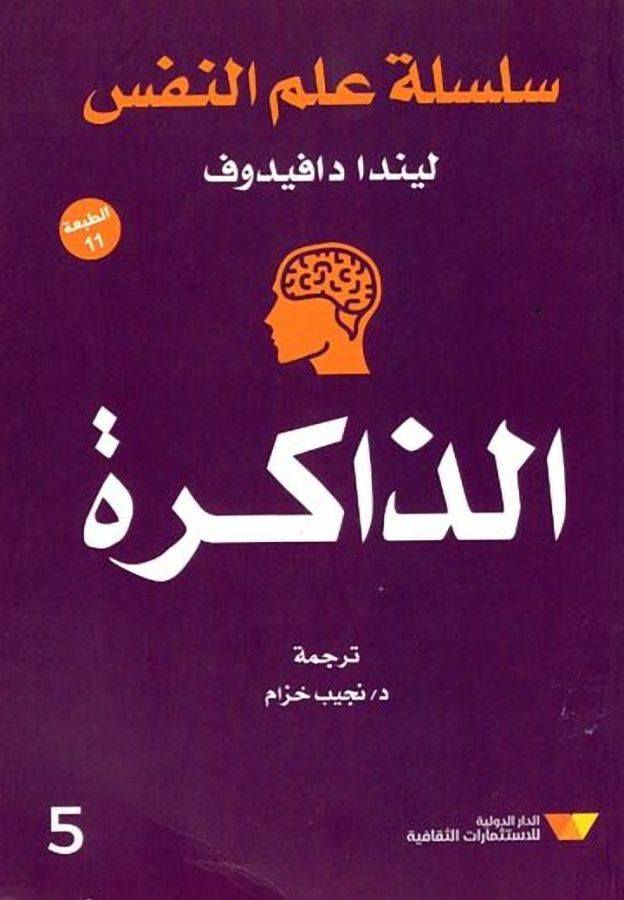 سلسلة علم النفس
ليندا دافيدوف
الطبعة
11
الذاكرة
ترجمة
د/ نجيب خزام
5
الدار الدولية
للاستثمارات الثقافية